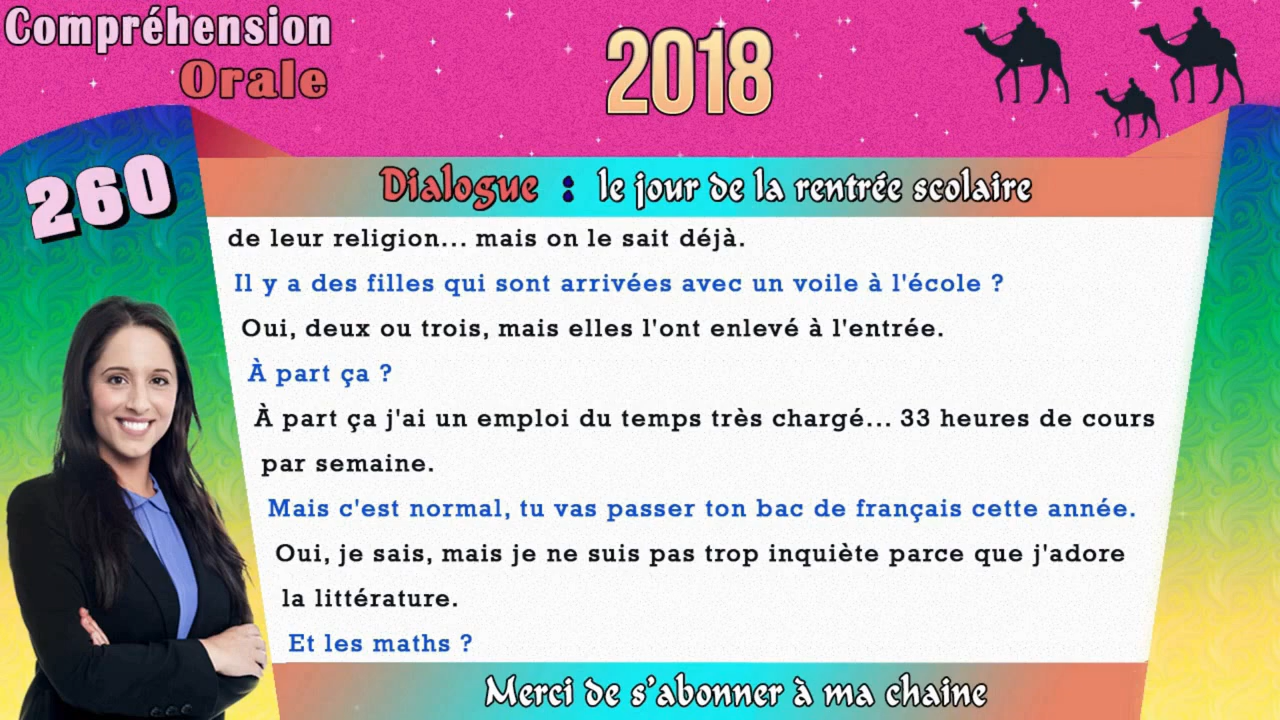 Compréhension
Orale
2018
260
Dialogue : le jour de la rentrée scolaire
de leur religion... mais on le sait déjà.
Il y a des filles qui sont arrivées avec un voile à l'école ?
Oui, deux ou trois, mais elles l'ont enlevé à l'entrée.
À part ça ?
À part ça j'ai un emploi du temps très chargé... 33 heures de cours
par semaine.
Mais c'est normal, tu vas passer ton bac de français cette année.
Oui, je sais, mais je ne suis pas trop inquiète parce que j'adore
la littérature.
Et les maths ?
Merci de s'abonner à ma chaine